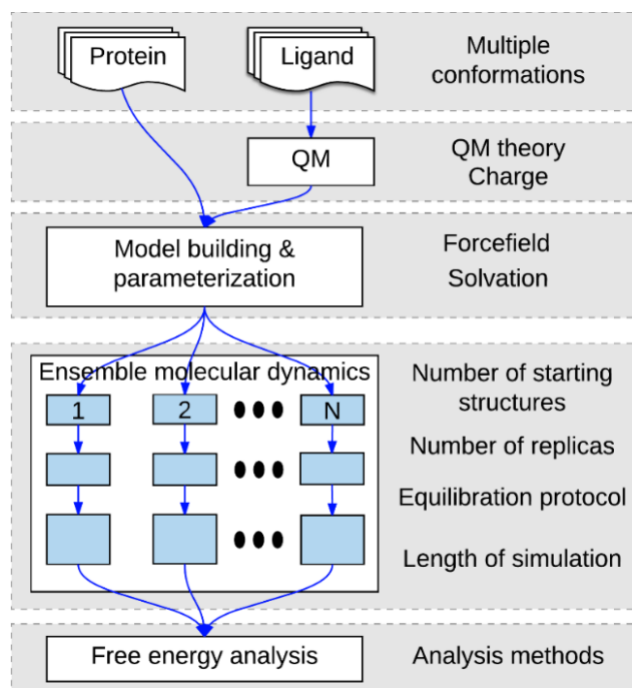 Protein
Ligand
Multiple
conformations
QM
QM theory
Charge
Model building &
parameterization
Forcefield
Solvation
Ensemble molecular dynamics
1
2
N
Number of starting
structures
Number of replicas
Equilibration protocol
Length of simulation
Free energy analysis
Analysis methods